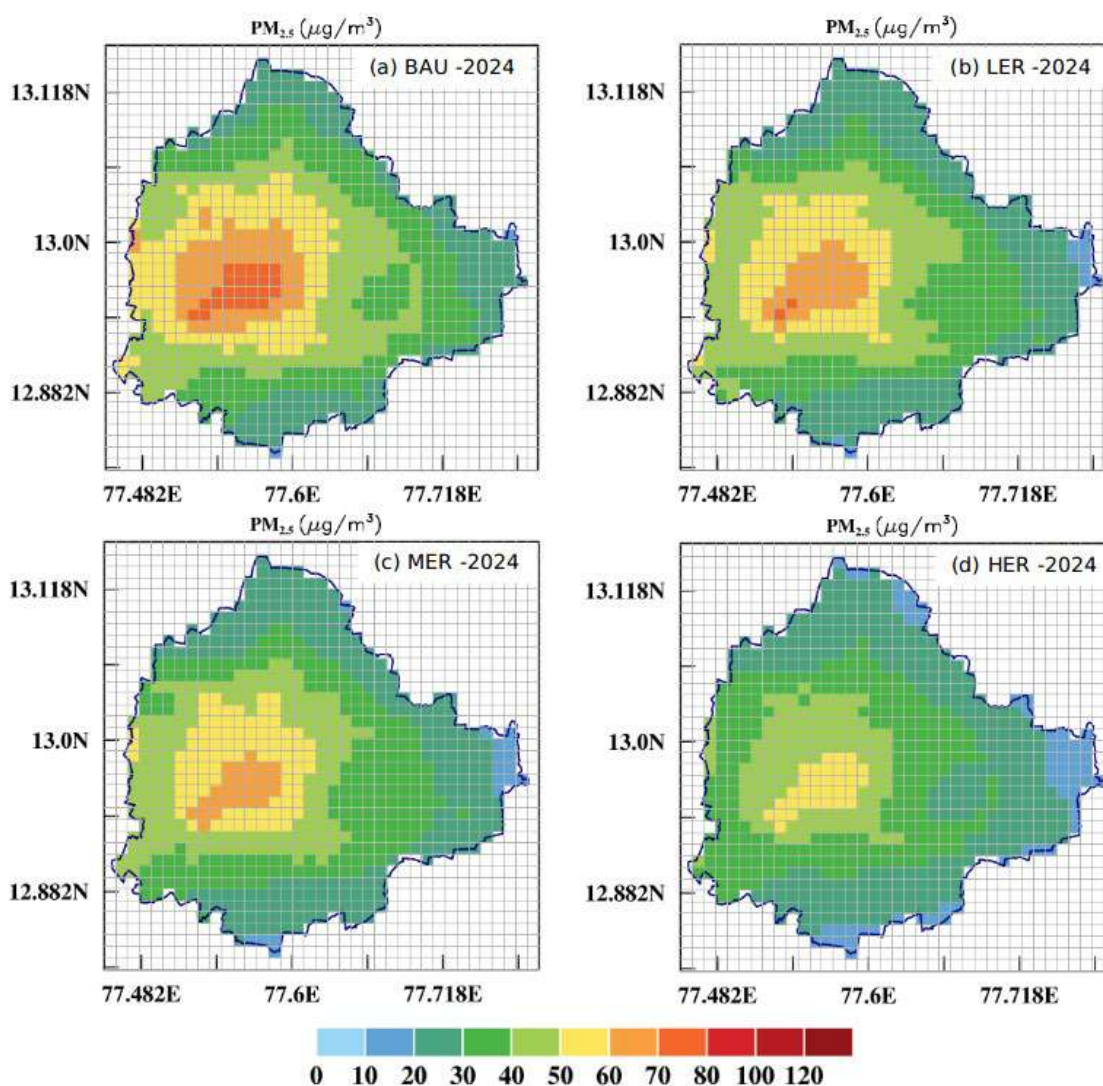 PM2.5 (μg/m³)
(a) BAU -2024
13.118N
13.0N
12.882N
77.482E 77.6E 77.718E
PM2.5 (μg/m³)
(b) LER -2024
13.118N
13.0N
12.882N
77.482E 77.6E 77.718E
PM2.5 (μg/m³)
(c) MER -2024
13.118N
13.0N
12.882N
77.482E 77.6E 77.718E
PM2.5 (μg/m³)
(d) HER -2024
13.118N
13.0N
12.882N
77.482E 77.6E 77.718E
0 10 20 30 40 50 60 70 80 100 120